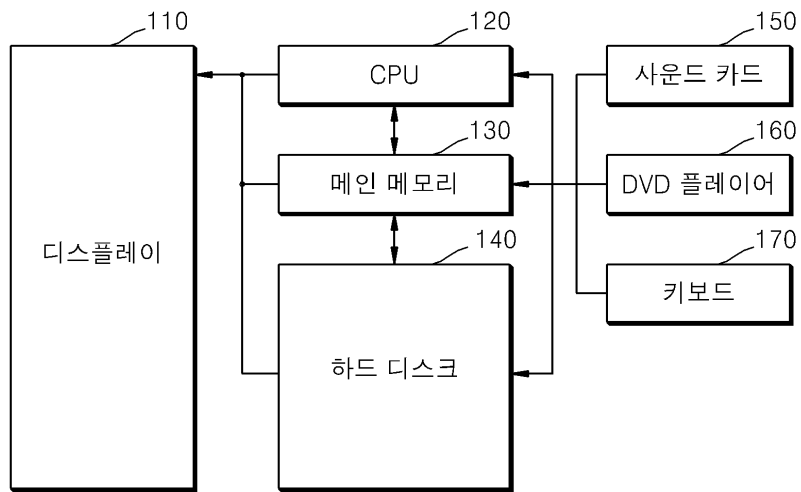 110
120
150
CPU
사운드 카드
130
160
메인 메모리
DVD 플레이어
디스플레이
140
170
키보드
하드 디스크